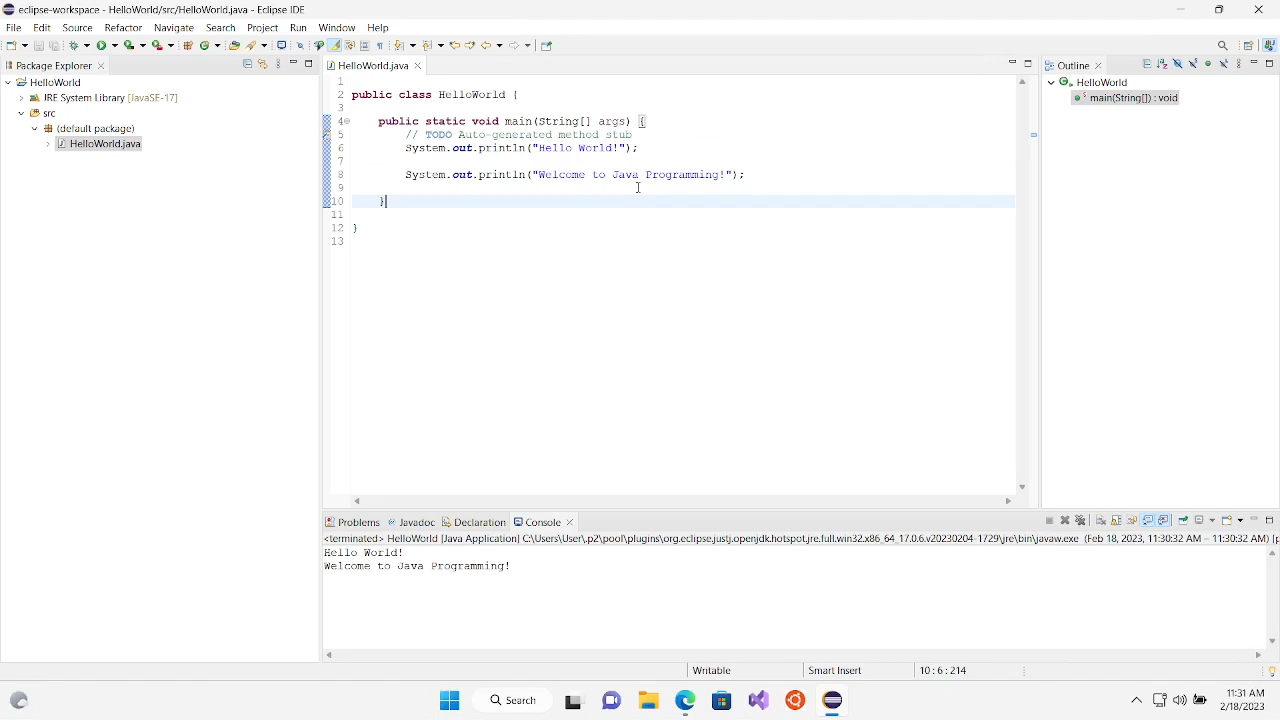 eclipse-workspace - HelloWorld/src/HelloWorld.java - Eclipse IDE
File Edit Source Refactor Navigate Search Project Run Window Help
Package Explorer
HelloWorld
JRE System Library [JavaSE-17]
src
(default package)
HelloWorld.java
HelloWorld.java
1
2 public class HelloWorld {
3
4 public static void main(String[] args) {
5 // TODO Auto-generated method stub
6 System.out.println("Hello World!");
7
8 System.out.println("Welcome to Java Programming!");
9
10 }
11
12 }
13
Outline
HelloWorld
main(String[]) : void
Problems Javadoc Declaration Console
<terminated> HelloWorld [Java Application] C:\Users\User\.p2\pool\plugins\org.eclipse.justj.openjdk.hotspot.jre.full.win32.x86_64_17.0.6.v20230204-1729\jre\bin\javaw.exe (Feb 18, 2023, 11:30:32 AM – 11:30:32 AM) [p
Hello World!
Welcome to Java Programming!
Writable Smart Insert 10 : 6 : 214
Search
11:31 AM
2/18/2023